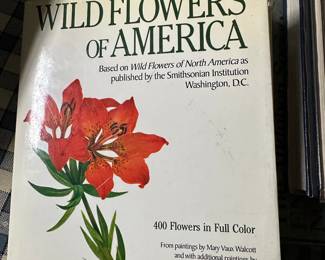 WILD FLOWERS
OF AMERICA
Based on Wild Flowers of North America as
published by the Smithsonian Institution
Washington, D.C.
400 Flowers in Full Color
From paintings by Mary Vaux Walcott
and with additional paintings by